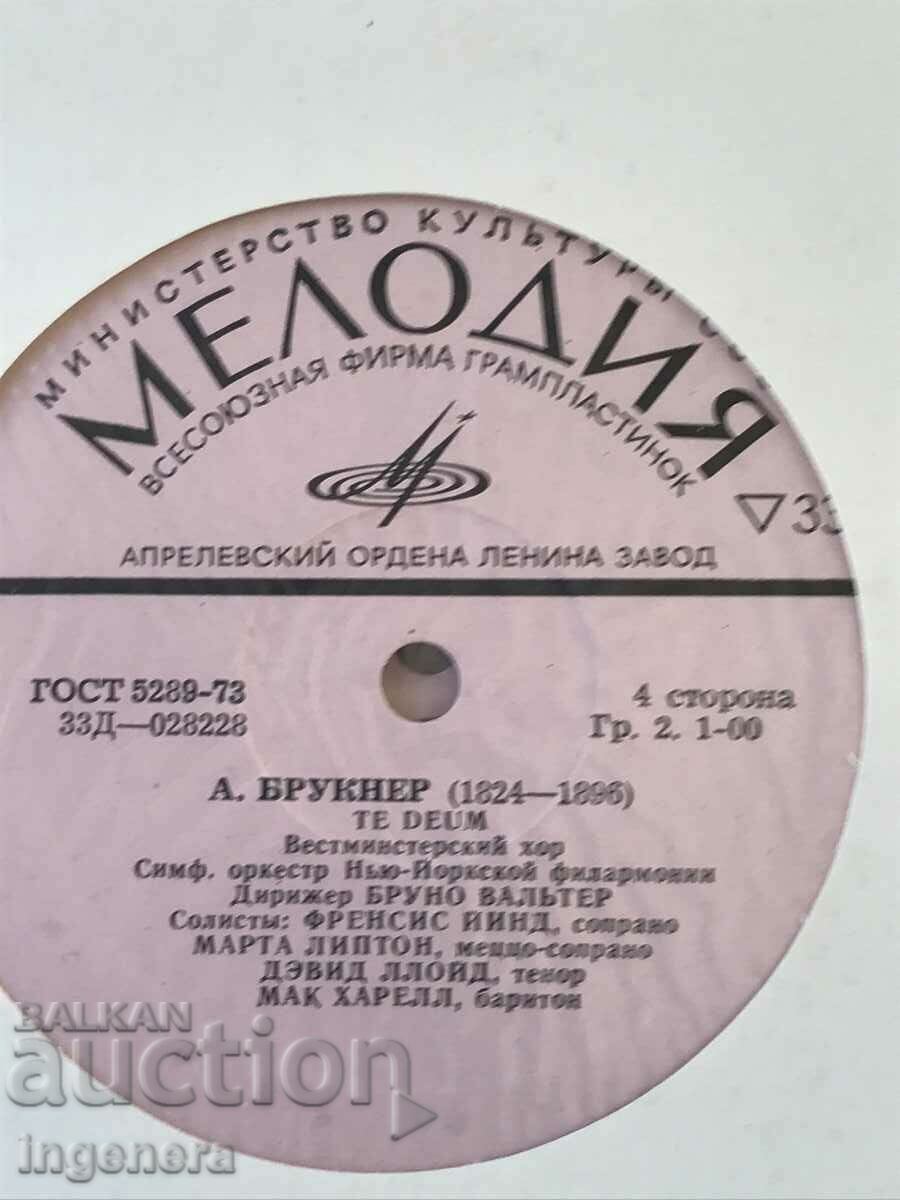 МИНИСТЕРСТВО КУЛЬТУРЫ
МЕЛОДИЯ
ВСЕСОЮЗНАЯ ФИРМА ГРАМПЛАСТИНОК
33
АПРЕЛЕВСКИЙ ОРДЕНА ЛЕНИНА ЗАВОД
ГОСТ 5289-73
4 сторона
33Д—028228
Гр. 2. 1-00
А. БРУКНЕР (1824—1896)
TE DEUM
Вестминстерский хор
Симф. оркестр Нью-Йоркской филармонии
Дирижер БРУНО ВАЛЬТЕР
Солисты: ФРЕНСИС ЙИНД, сопрано
МАРТА ЛИПТОН, меццо-сопрано
ДЭВИД ЛЛОЙД, тенор
МАК ХАРЕЛЛ, баритон
BALKAN
auction
ingenera